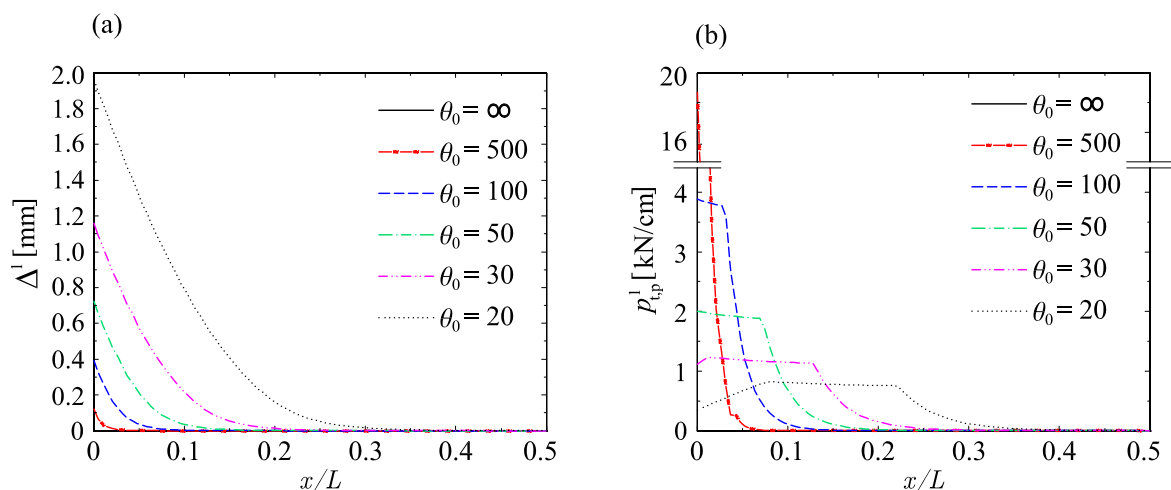 (a)
Δ¹ [mm]
2.0
1.8
1.6
1.4
1.2
1.0
0.8
0.6
0.4
0.2
0
0
0.1
0.2
0.3
0.4
0.5
x/L
θ₀ = ∞
θ₀ = 500
θ₀ = 100
θ₀ = 50
θ₀ = 30
θ₀ = 20
(b)
p¹t,p [kN/cm]
20
16
4
3
2
1
0
0
0.1
0.2
0.3
0.4
0.5
x/L
θ₀ = ∞
θ₀ = 500
θ₀ = 100
θ₀ = 50
θ₀ = 30
θ₀ = 20